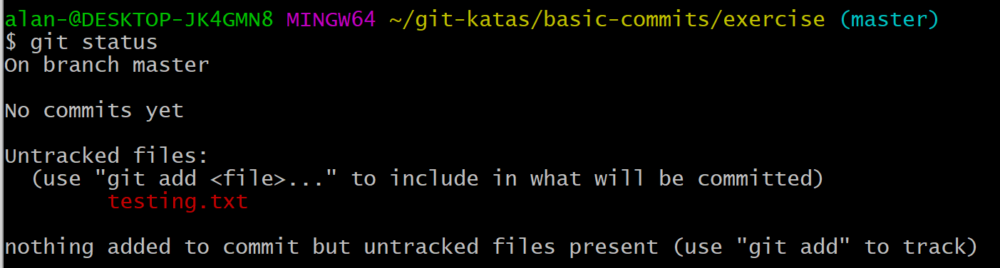 alan-@DESKTOP-JK4GMN8 MINGW64 ~/git-katas/basic-commits/exercise (master)
$ git status
On branch master
No commits yet
Untracked files:
(use "git add <file>..." to include in what will be committed)
testing.txt
nothing added to commit but untracked files present (use "git add" to track)